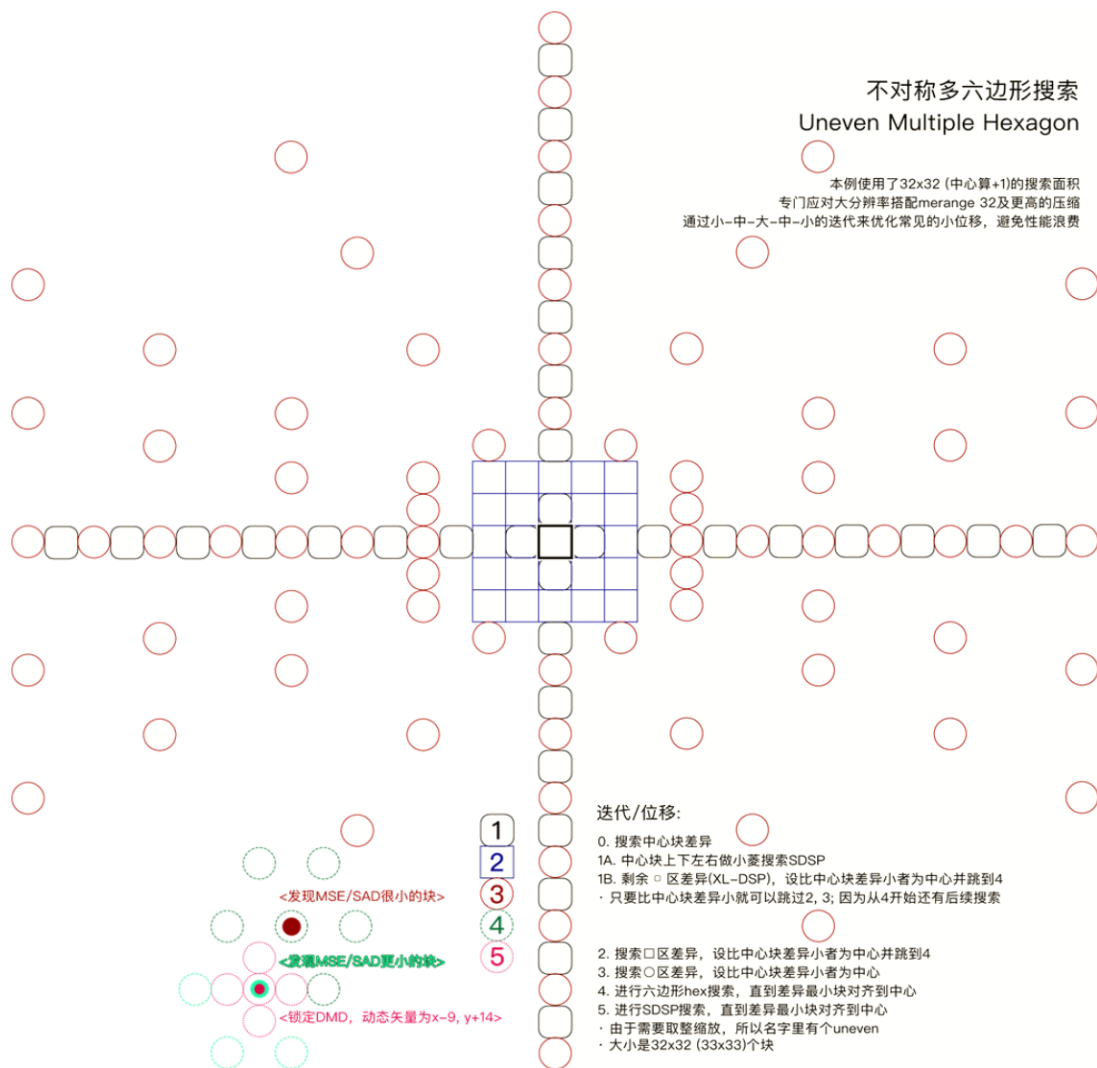 不对称多六边形搜索
Uneven Multiple Hexagon
本例使用了32x32 (中心算+1)的搜索面积
专门应对大分辨率搭配merange 32及更高的压缩
通过小-中-大-中-小的迭代来优化常见的小位移，避免性能浪费
1
2
3
4
5
<发现MSE/SAD很小的块>
<发现MSE/SAD更小的块>
<锁定DMD，动态矢量为x-9, y+14>
迭代/位移:
0. 搜索中心块差异
1A. 中心块上下左右做小菱搜索SDSP
1B. 剩余▫区差异(XL-DSP)，设比中心块差异小者为中心并跳到4
· 只要比中心块差异小就可以跳过2, 3; 因为从4开始还有后续搜索
2. 搜索□区差异，设比中心块差异小者为中心并跳到4
3. 搜索○区差异，设比中心块差异小者为中心
4. 进行六边形hex搜索，直到差异最小块对齐到中心
5. 进行SDSP搜索，直到差异最小块对齐到中心
· 由于需要取整缩放，所以名字里有个uneven
· 大小是32x32 (33x33)个块